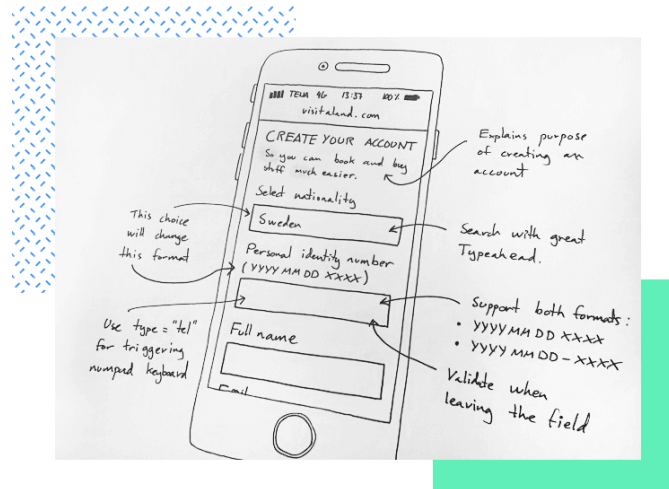 TELIA 4G 13:37 100%
visitaland.com
CREATE YOUR ACCOUNT
So you can book and buy
stuff much easier.
Select nationality
Sweden
Personal identity number
(YYYY MM DD XXXX)
Full name
Email
Explains purpose
of creating an
account
This choice
will change
this format
Search with great
Typeahead.
Use type="tel"
for triggering
numpad keyboard
Support both formats:
• YYYY MM DD XXXX
• YYYY MM DD - XXXX
Validate when
leaving the field